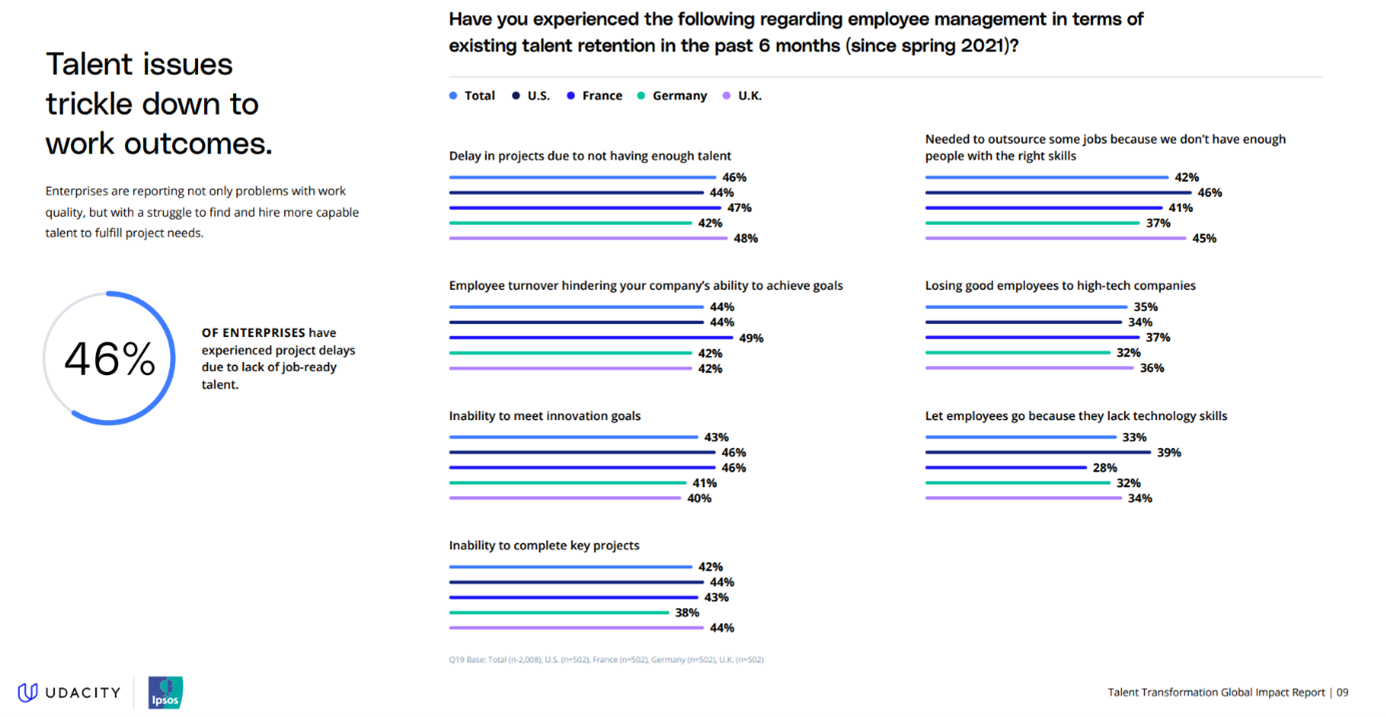 Talent issues
trickle down to
work outcomes.
Enterprises are reporting not only problems with work
quality, but with a struggle to find and hire more capable
talent to fulfill project needs.
46%
OF ENTERPRISES have
experienced project delays
due to lack of job-ready
talent.
Have you experienced the following regarding employee management in terms of
existing talent retention in the past 6 months (since spring 2021)?
Total U.S. France Germany U.K.
Delay in projects due to not having enough talent
46%
44%
47%
42%
48%
Employee turnover hindering your company's ability to achieve goals
44%
44%
49%
42%
42%
Inability to meet innovation goals
43%
46%
46%
41%
40%
Inability to complete key projects
42%
44%
43%
38%
44%
Needed to outsource some jobs because we don't have enough
people with the right skills
42%
46%
41%
37%
45%
Losing good employees to high-tech companies
35%
34%
37%
32%
36%
Let employees go because they lack technology skills
33%
39%
28%
32%
34%
Q19 Base: Total (n-2,008), U.S. (n=502), France (n=502), Germany (n=502), U.K. (n=502)
UDACITY
Ipsos
Talent Transformation Global Impact Report | 09